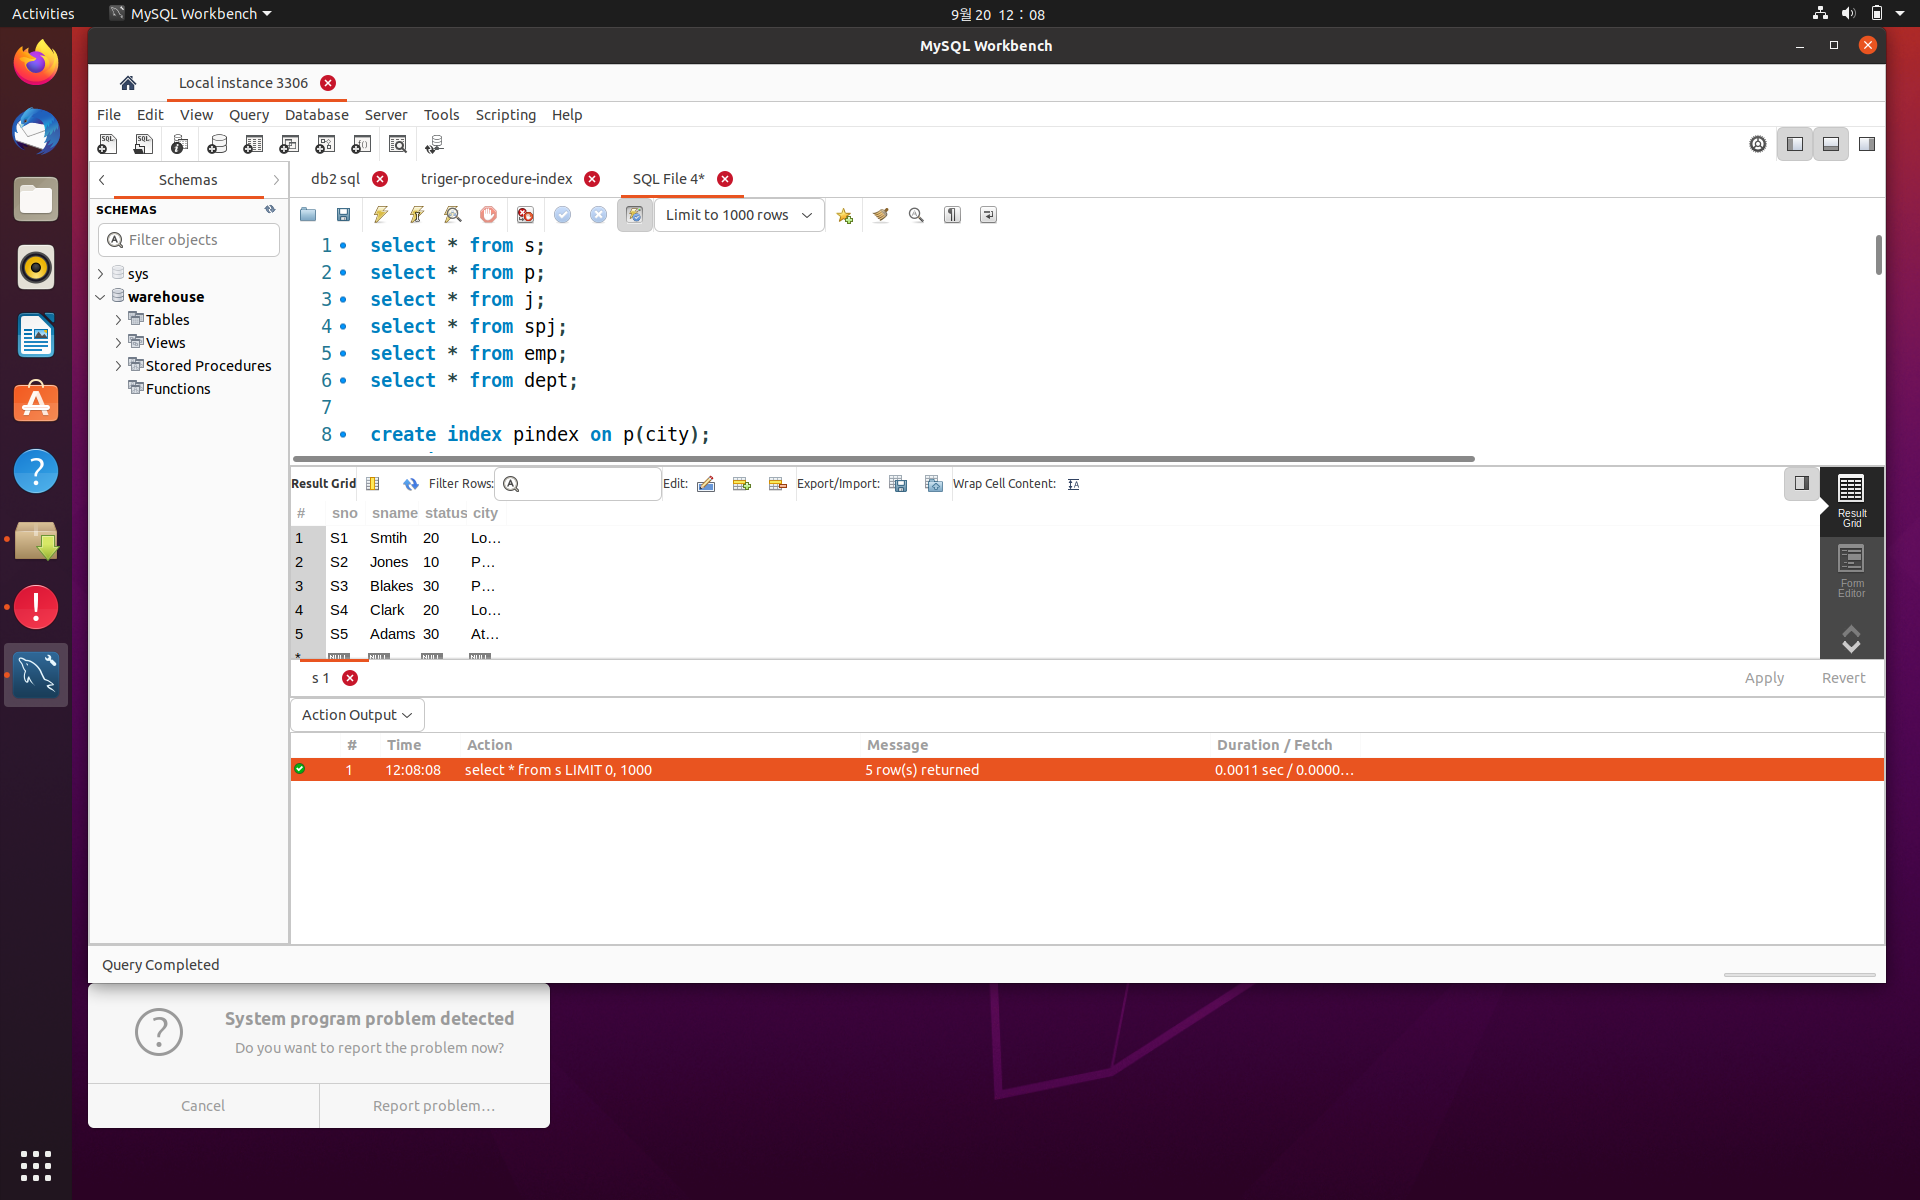 Activities
MySQL Workbench
9월 20 12 : 08
MySQL Workbench
Local instance 3306
File Edit View Query Database Server Tools Scripting Help
Schemas
db2 sql
triger-procedure-index
SQL File 4*
SCHEMAS
Filter objects
sys
warehouse
Tables
Views
Stored Procedures
Functions
Limit to 1000 rows
1 select * from s;
2 select * from p;
3 select * from j;
4 select * from spj;
5 select * from emp;
6 select * from dept;
7
8 create index pindex on p(city);
Result Grid Filter Rows: Edit: Export/Import: Wrap Cell Content:
# sno sname status city
1 S1 Smtih 20 Lo...
2 S2 Jones 10 P...
3 S3 Blakes 30 P...
4 S4 Clark 20 Lo...
5 S5 Adams 30 At...
* NULL NULL NULL NULL
Result Grid
Form Editor
s 1
Apply Revert
Action Output
# Time Action Message Duration / Fetch
1 12:08:08 select * from s LIMIT 0, 1000 5 row(s) returned 0.0011 sec / 0.0000...
Query Completed
System program problem detected
Do you want to report the problem now?
Cancel Report problem…